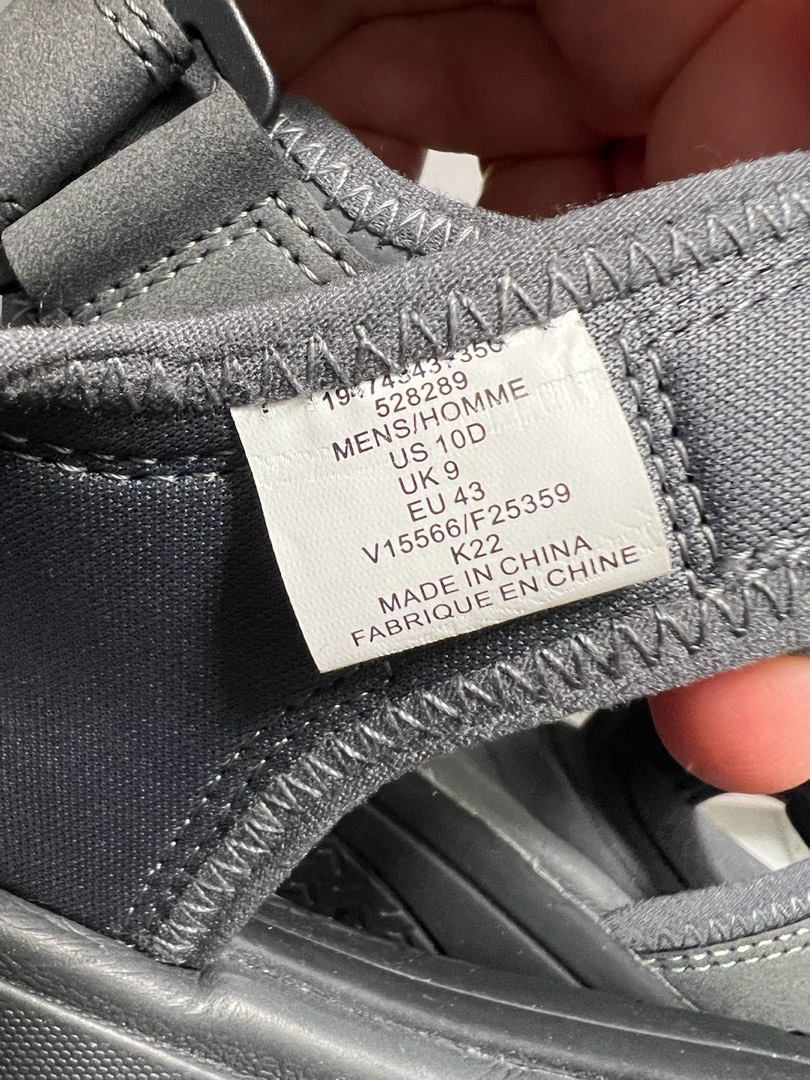 528289
MENS/HOMME
US 10D
UK 9
EU 43
V15566/F25359
K22
MADE IN CHINA
FABRIQUE EN CHINE